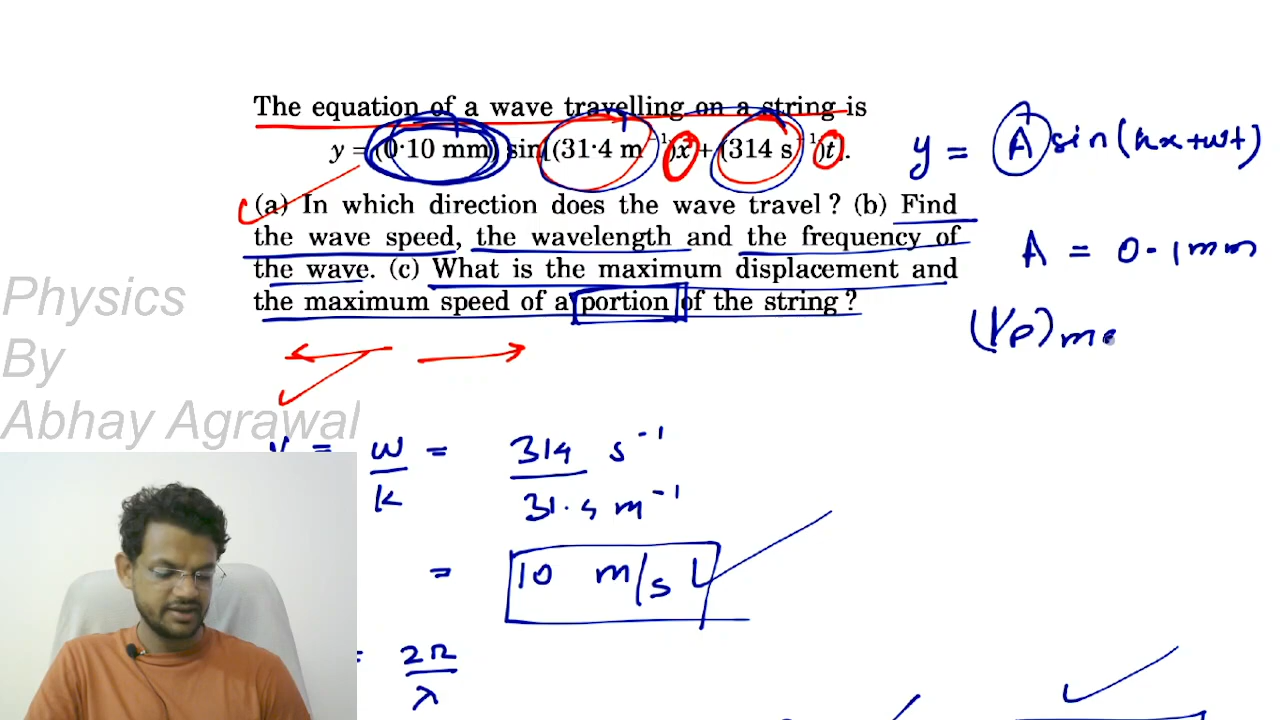 The equation of a wave travelling on a string is
y = (0·10 mm) sin[(31·4 m⁻¹)x + (314 s⁻¹)t].
(a) In which direction does the wave travel ? (b) Find
the wave speed, the wavelength and the frequency of
the wave. (c) What is the maximum displacement and
the maximum speed of a portion of the string ?
y = A sin(kx+wt)
A = 0.1mm
(Vp)ma
Physics
By
Abhay Agrawal
V = w/k = 314 s⁻¹ / 31.4 m⁻¹
= 10 m/s
= 2π/λ